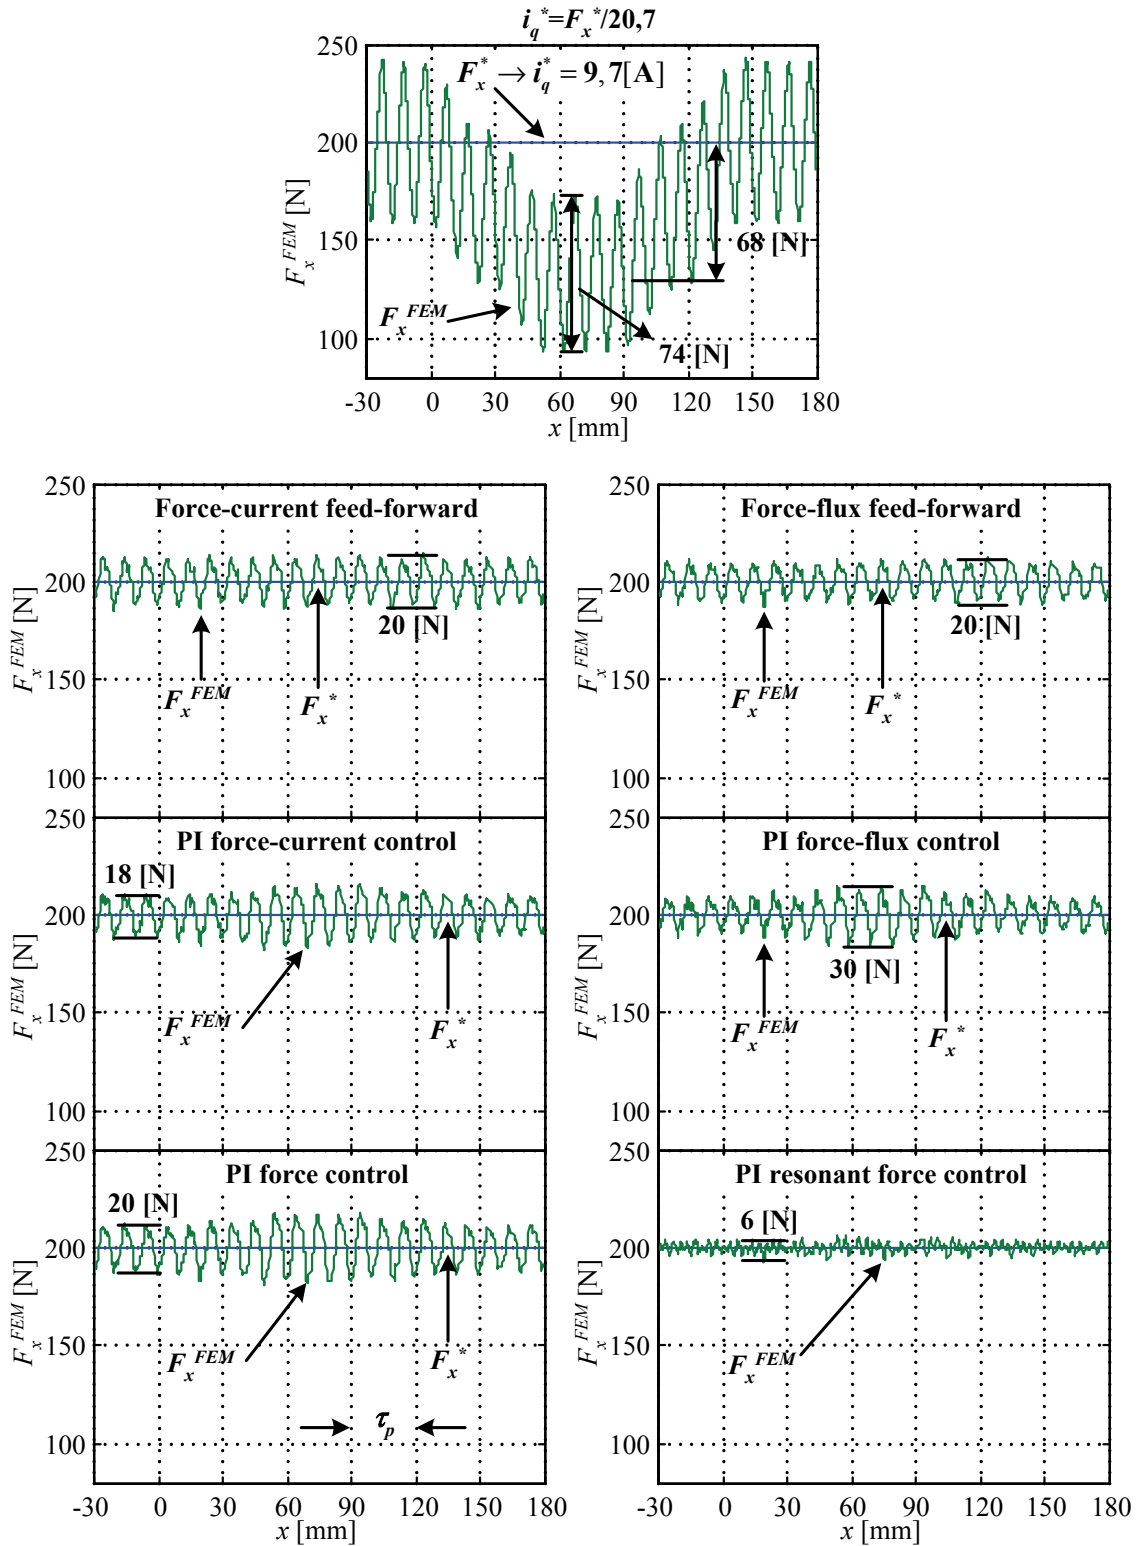 i_q^*=F_x^*/20,7
250
F_x^* → i_q^* = 9,7[A]
200
F_x^FEM [N]
150
68 [N]
F_x^FEM
100
74 [N]
-30 0 30 60 90 120 150 180
x [mm]
250
Force-current feed-forward
200
F_x^FEM [N]
20 [N]
150
F_x^FEM
F_x^*
100
250
Force-flux feed-forward
200
F_x^FEM [N]
20 [N]
150
F_x^FEM
F_x^*
100
250
PI force-current control
18 [N]
200
F_x^FEM [N]
150
F_x^FEM
F_x^*
100
250
PI force-flux control
200
F_x^FEM [N]
30 [N]
150
F_x^FEM
F_x^*
100
250
PI force control
20 [N]
200
F_x^FEM [N]
150
F_x^FEM
F_x^*
τ_p
100
-30 0 30 60 90 120 150 180
x [mm]
250
PI resonant force control
6 [N]
200
F_x^FEM [N]
150
F_x^FEM
100
-30 0 30 60 90 120 150 180
x [mm]